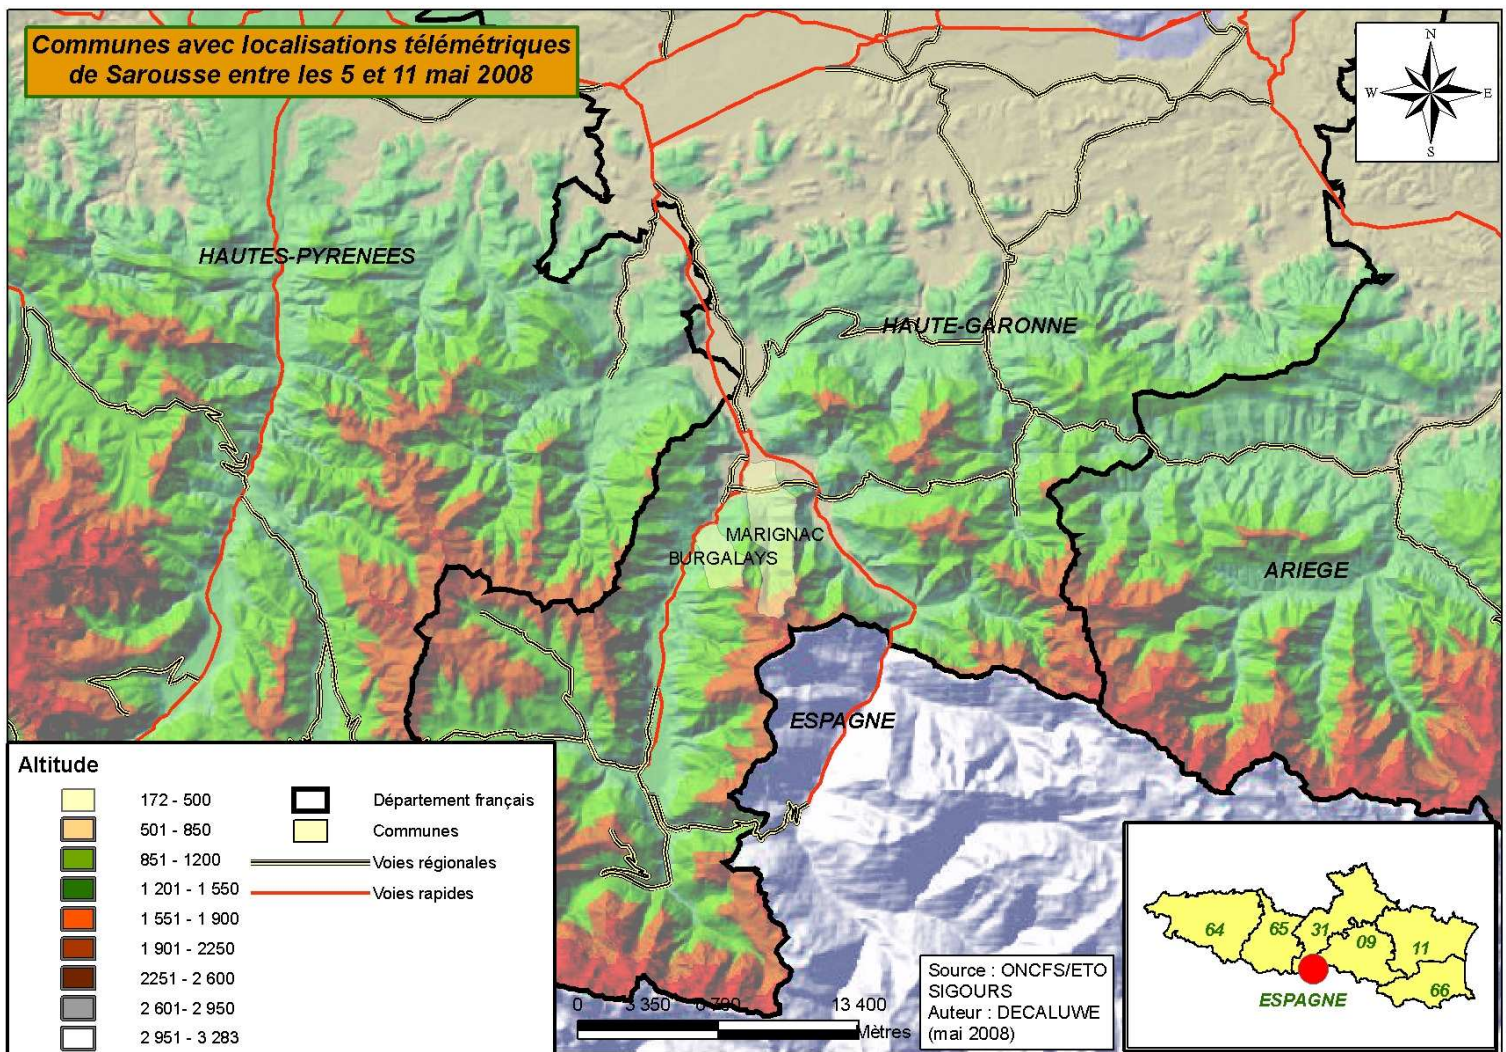 Communes avec localisations télémétriques
de Sarousse entre les 5 et 11 mai 2008
N
W
E
S
HAUTES-PYRENEES
HAUTE-GARONNE
MARIGNAC
BURGALAYS
ARIEGE
ESPAGNE
Altitude
172 - 500
501 - 850
851 - 1200
1 201 - 1 550
1 551 - 1 900
1 901 - 2250
2251 - 2 600
2 601- 2 950
2 951 - 3 283
Département français
Communes
Voies régionales
Voies rapides
0 3 350 6 700 13 400
Mètres
Source : ONCFS/ETO
SIGOURS
Auteur : DECALUWE
(mai 2008)
64
65
31
09
11
66
ESPAGNE